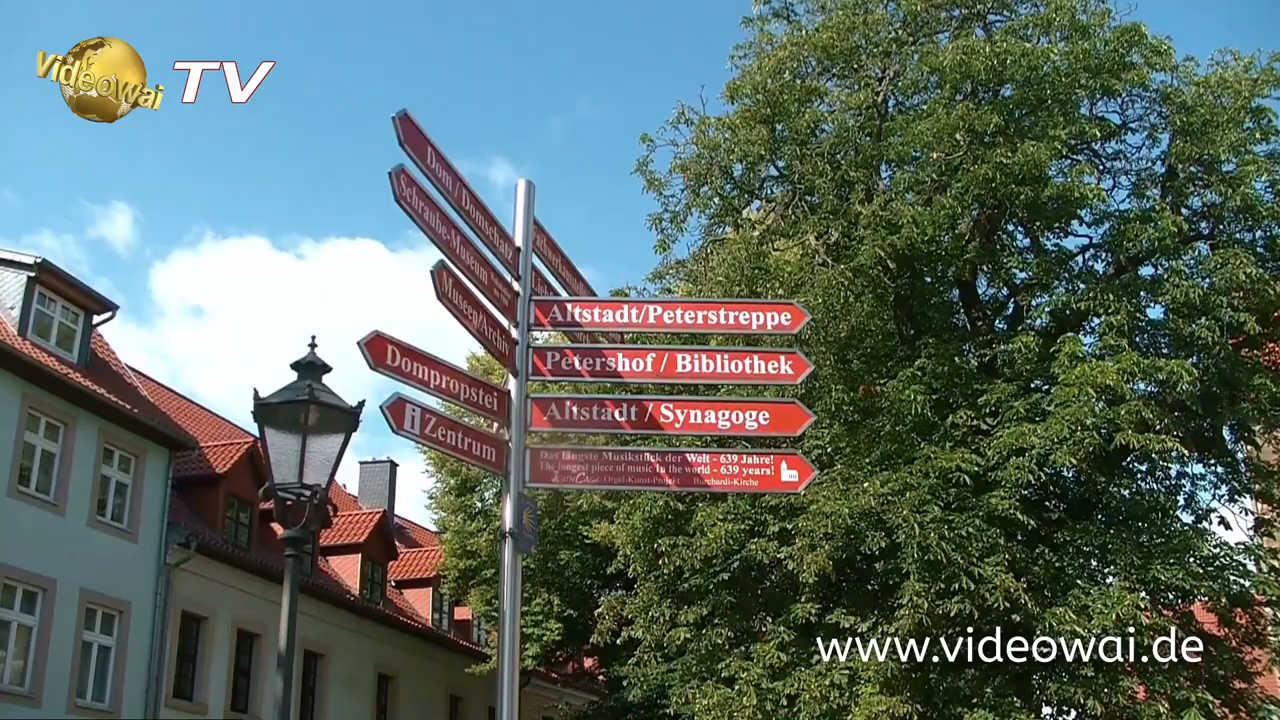 VideoWai TV
Dom / Domschatz
Schraube-Museum
Museen/Archiv
Dompropstei
i Zentrum
Altstadt/Peterstreppe
Petershof / Bibliothek
Altstadt / Synagoge
Das längste Musikstück der Welt - 639 Jahre!
The longest piece of music in the world - 639 years!
JOHN CAGE Orgel-Kunst-Projekt Burchardi-Kirche
www.videowai.de